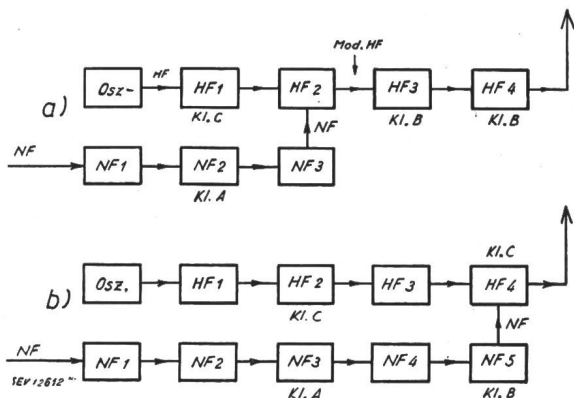 Mod. HF
a)
Osz-
HF
HF1
HF2
HF3
HF4
Kl. C
Kl. B
Kl. B
NF
NF
NF1
NF2
NF3
Kl. A
Kl. C
b)
Osz.
HF1
HF2
HF3
HF4
Kl. C
NF
NF
NF1
NF2
NF3
NF4
NF5
SEV 12612
Kl. A
Kl. B